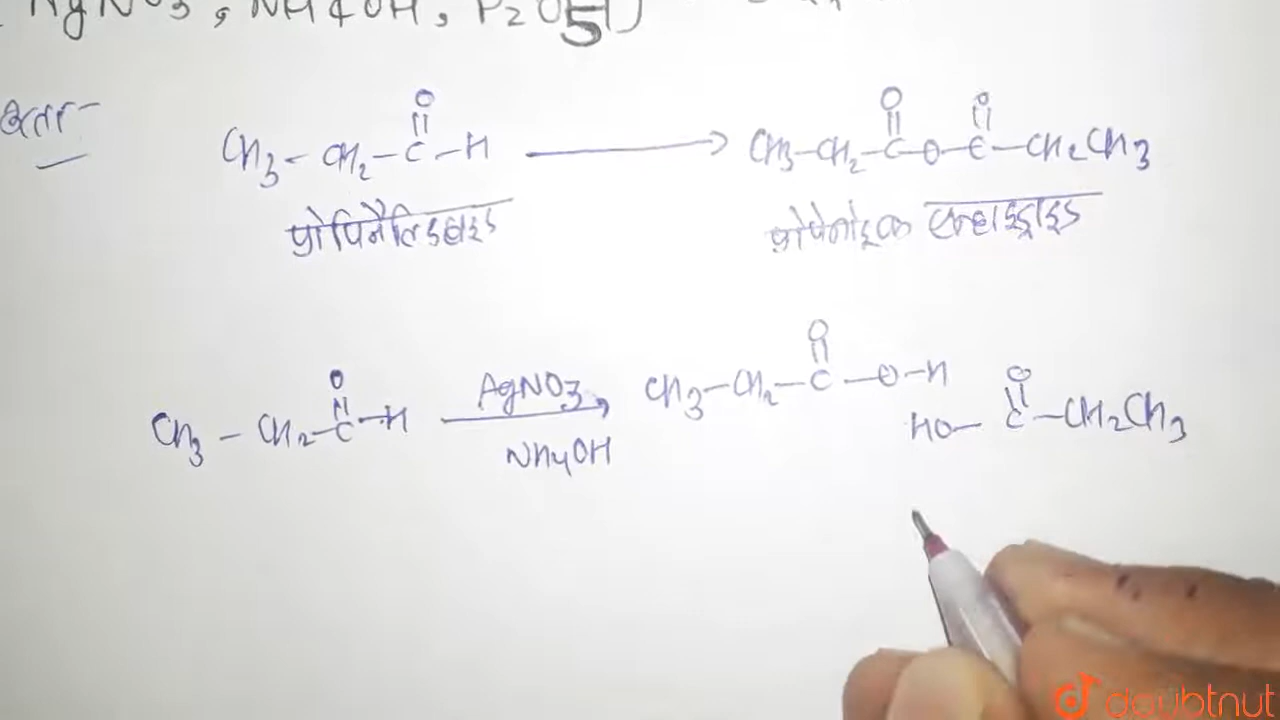 AgNO3, NH4OH, P2O5)
उत्तर-
CH3-CH2-C-H → CH3-CH2-C-O-C-CH2CH3
O O O
प्रोपिनैलिडहाइड प्रोपेनोइक एनहाइड्राइड
CH3-CH2-C-H AgNO3, NH4OH → CH3-CH2-C-O-H
O O
HO-C-CH2CH3
O
doubtnut